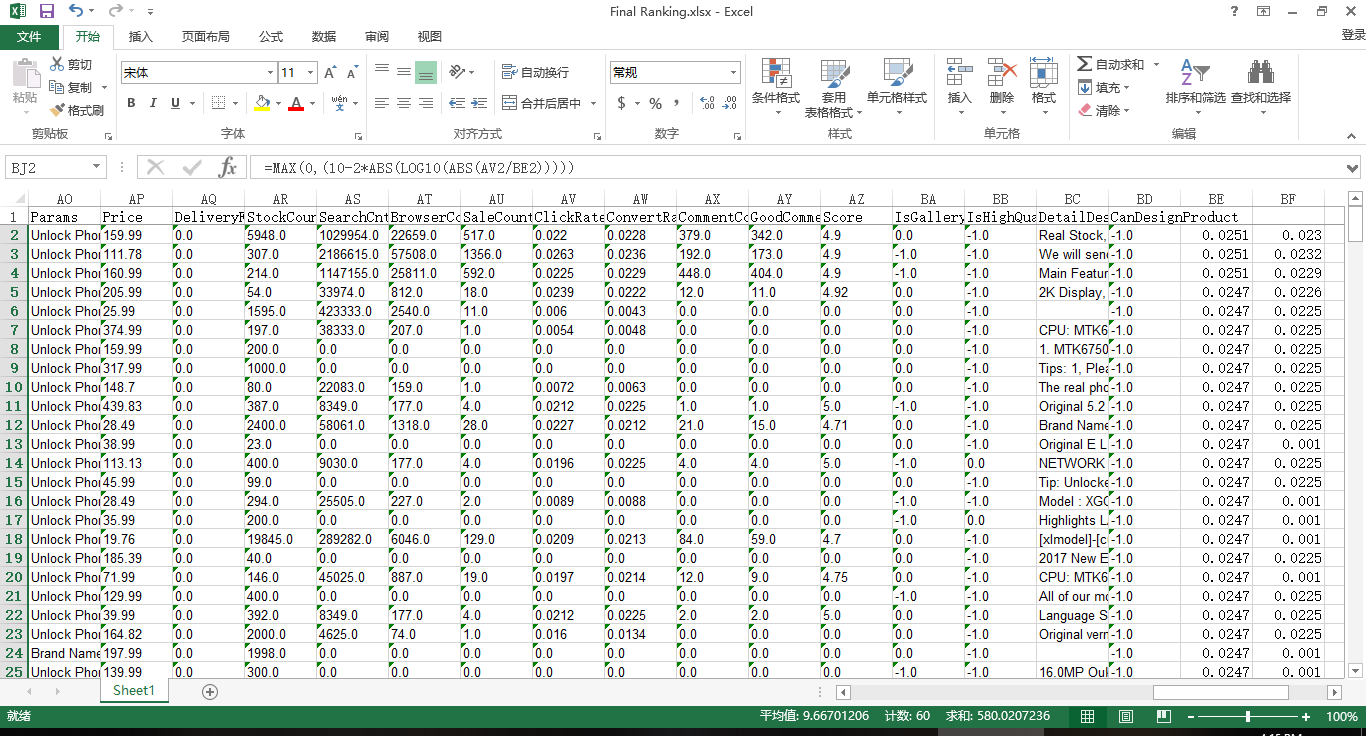 Final Ranking.xlsx - Excel
?
文件 开始 插入 页面布局 公式 数据 审阅 视图 登录
粘贴 剪切 复制 格式刷 剪贴板
宋体 11 B I U A wén 字体
自动换行 合并后居中 对齐方式
常规 $ % , 数字
条件格式 套用 表格格式 单元格样式 样式
插入 删除 格式 单元格
自动求和 填充 清除 排序和筛选 查找和选择 编辑
BJ2 fx =MAX(0,(10-2*ABS(LOG10(ABS(AV2/BE2)))))
AO AP AQ AR AS AT AU AV AW AX AY AZ BA BB BC BD BE BF
1 Params Price DeliveryF StockCour SearchCnt BrowserCo SaleCount ClickRate ConvertRa CommentCo GoodComme Score IsGallery IsHighQua DetailDes CanDesignProduct
2 Unlock Pho 159.99 0.0 5948.0 1029954.0 22659.0 517.0 0.022 0.0228 379.0 342.0 4.9 0.0 -1.0 Real Stock, -1.0 0.0251 0.023
3 Unlock Pho 111.78 0.0 307.0 2186615.0 57508.0 1356.0 0.0263 0.0236 192.0 173.0 4.9 -1.0 -1.0 We will send -1.0 0.0251 0.0232
4 Unlock Pho 160.99 0.0 214.0 1147155.0 25811.0 592.0 0.0225 0.0229 448.0 404.0 4.9 -1.0 -1.0 Main Featur -1.0 0.0251 0.0229
5 Unlock Pho 205.99 0.0 54.0 33974.0 812.0 18.0 0.0239 0.0222 12.0 11.0 4.92 0.0 -1.0 2K Display, -1.0 0.0247 0.0226
6 Unlock Pho 25.99 0.0 1595.0 423333.0 2540.0 11.0 0.006 0.0043 0.0 0.0 0.0 0.0 -1.0 -1.0 0.0247 0.0225
7 Unlock Pho 374.99 0.0 197.0 38333.0 207.0 1.0 0.0054 0.0048 0.0 0.0 0.0 0.0 -1.0 CPU: MTK6 -1.0 0.0247 0.0225
8 Unlock Pho 159.99 0.0 200.0 0.0 0.0 0.0 0.0 0.0 0.0 0.0 0.0 0.0 -1.0 1. MTK6750 -1.0 0.0247 0.0225
9 Unlock Pho 317.99 0.0 1000.0 0.0 0.0 0.0 0.0 0.0 0.0 0.0 0.0 0.0 -1.0 Tips: 1, Plea -1.0 0.0247 0.0225
10 Unlock Pho 148.7 0.0 80.0 22083.0 159.0 1.0 0.0072 0.0063 0.0 0.0 0.0 0.0 -1.0 The real pho -1.0 0.0247 0.0225
11 Unlock Pho 439.83 0.0 387.0 8349.0 177.0 4.0 0.0212 0.0225 1.0 1.0 5.0 -1.0 -1.0 Original 5.2 -1.0 0.0247 0.0225
12 Unlock Pho 28.49 0.0 2400.0 58061.0 1318.0 28.0 0.0227 0.0212 21.0 15.0 4.71 0.0 -1.0 Brand Name -1.0 0.0247 0.0225
13 Unlock Pho 38.99 0.0 23.0 0.0 0.0 0.0 0.0 0.0 0.0 0.0 0.0 0.0 -1.0 Original E L -1.0 0.0247 0.001
14 Unlock Pho 113.13 0.0 400.0 9030.0 177.0 4.0 0.0196 0.0225 4.0 4.0 5.0 -1.0 0.0 NETWORK -1.0 0.0247 0.0225
15 Unlock Pho 45.99 0.0 99.0 0.0 0.0 0.0 0.0 0.0 0.0 0.0 0.0 0.0 -1.0 Tip: Unlocke -1.0 0.0247 0.0225
16 Unlock Pho 28.49 0.0 294.0 25505.0 227.0 2.0 0.0089 0.0088 0.0 0.0 0.0 -1.0 -1.0 Model : XGO -1.0 0.0247 0.001
17 Unlock Pho 35.99 0.0 200.0 0.0 0.0 0.0 0.0 0.0 0.0 0.0 0.0 -1.0 0.0 Highlights L -1.0 0.0247 0.001
18 Unlock Pho 19.76 0.0 19845.0 289282.0 6046.0 129.0 0.0209 0.0213 84.0 59.0 4.7 0.0 -1.0 [xlmodel]-[c -1.0 0.0247 0.001
19 Unlock Pho 185.39 0.0 40.0 0.0 0.0 0.0 0.0 0.0 0.0 0.0 0.0 0.0 -1.0 2017 New E -1.0 0.0247 0.0225
20 Unlock Pho 71.99 0.0 146.0 45025.0 887.0 19.0 0.0197 0.0214 12.0 9.0 4.75 0.0 -1.0 CPU: MTK6 -1.0 0.0247 0.001
21 Unlock Pho 129.99 0.0 400.0 0.0 0.0 0.0 0.0 0.0 0.0 0.0 0.0 -1.0 -1.0 All of our mo -1.0 0.0247 0.001
22 Unlock Pho 39.99 0.0 392.0 8349.0 177.0 4.0 0.0212 0.0225 2.0 2.0 5.0 0.0 -1.0 Language S -1.0 0.0247 0.0225
23 Unlock Pho 164.82 0.0 2000.0 4625.0 74.0 1.0 0.016 0.0134 0.0 0.0 0.0 0.0 -1.0 Original vern -1.0 0.0247 0.0225
24 Brand Name 197.99 0.0 1998.0 0.0 0.0 0.0 0.0 0.0 0.0 0.0 0.0 0.0 -1.0 -1.0 0.0247 0.001
25 Unlock Pho 139.99 0.0 300.0 0.0 0.0 0.0 0.0 0.0 0.0 0.0 0.0 -1.0 -1.0 16.0MP Oul -1.0 0.0247 0.001
Sheet1
就绪 平均值: 9.66701206 计数: 60 求和: 580.0207236 100%